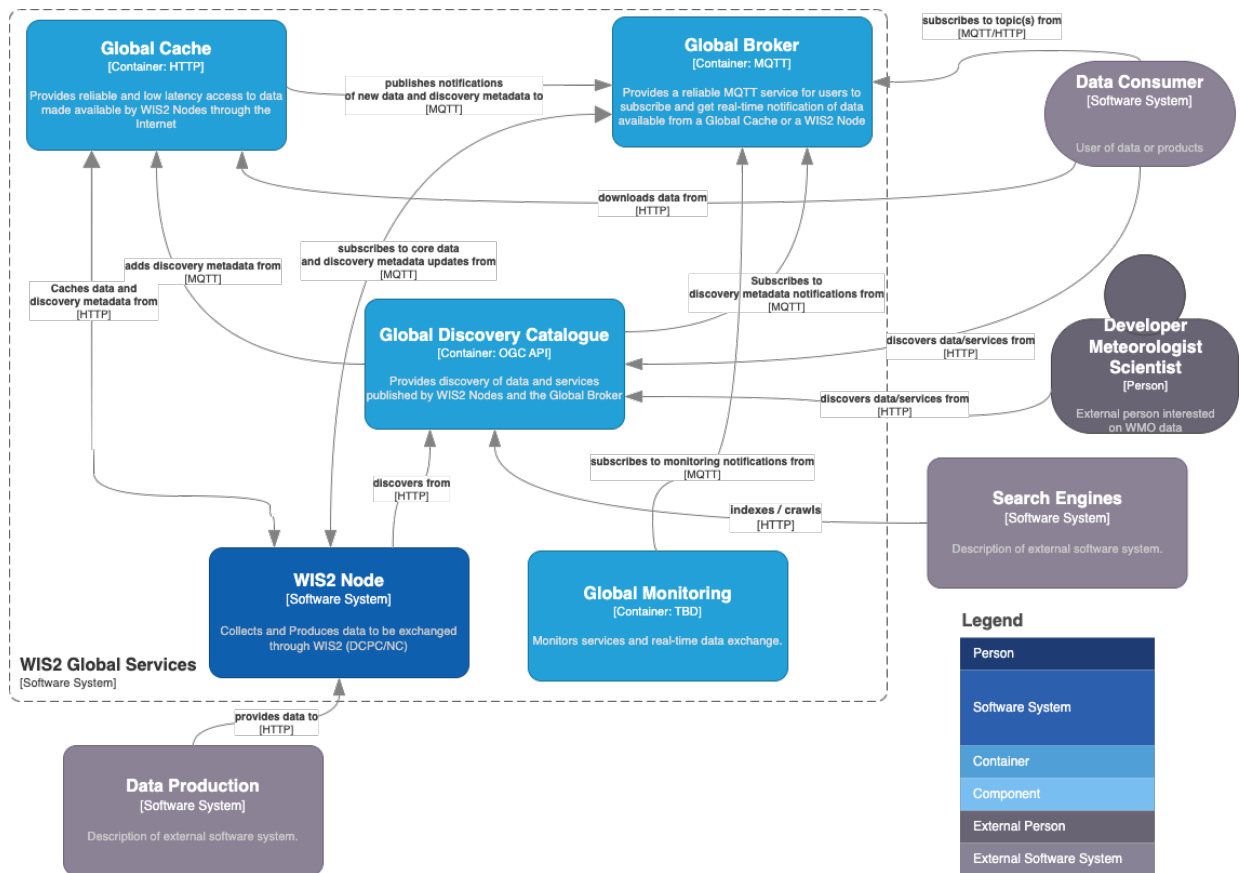 Global Cache
[Container: HTTP]
Provides reliable and low latency access to data
made available by WIS2 Nodes through the
Internet
publishes notifications
of new data and discovery metadata to
[MQTT]
Global Broker
[Container: MQTT]
Provides a reliable MQTT service for users to
subscribe and get real-time notification of data
available from a Global Cache or a WIS2 Node
subscribes to topic(s) from
[MQTT/HTTP]
Data Consumer
[Software System]
User of data or products
downloads data from
[HTTP]
subscribes to core data
and discovery metadata updates from
[MQTT]
adds discovery metadata from
[MQTT]
Caches data and
discovery metadata from
[HTTP]
Subscribes to
discovery metadata notifications from
[MQTT]
Global Discovery Catalogue
[Container: OGC API]
Provides discovery of data and services
published by WIS2 Nodes and the Global Broker
discovers data/services from
[HTTP]
Developer
Meteorologist
Scientist
[Person]
External person interested
on WMO data
discovers data/services from
[HTTP]
subscribes to monitoring notifications from
[MQTT]
discovers from
[HTTP]
indexes / crawls
[HTTP]
Search Engines
[Software System]
Description of external software system.
WIS2 Node
[Software System]
Collects and Produces data to be exchanged
through WIS2 (DCPC/NC)
Global Monitoring
[Container: TBD]
Monitors services and real-time data exchange.
WIS2 Global Services
[Software System]
provides data to
[HTTP]
Data Production
[Software System]
Description of external software system.
Legend
Person
Software System
Container
Component
External Person
External Software System